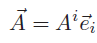 $\vec{A} = A^i \vec{e}_i$